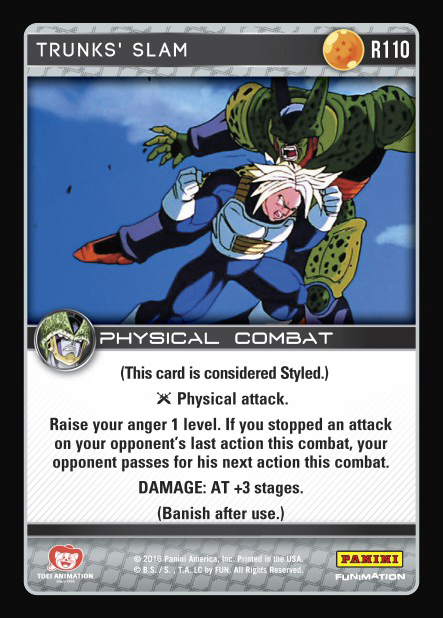 TRUNKS' SLAM R110
PHYSICAL COMBAT
(This card is considered Styled.)
Physical attack.
Raise your anger 1 level. If you stopped an attack
on your opponent's last action this combat, your
opponent passes for his next action this combat.
DAMAGE: AT +3 stages.
(Banish after use.)
© 2016 Panini America, Inc. Printed in the USA.
© B.S. / S. , T.A. LC by FUN. All Rights Reserved.
TOEI ANIMATION
PANINI
FUNIMATION